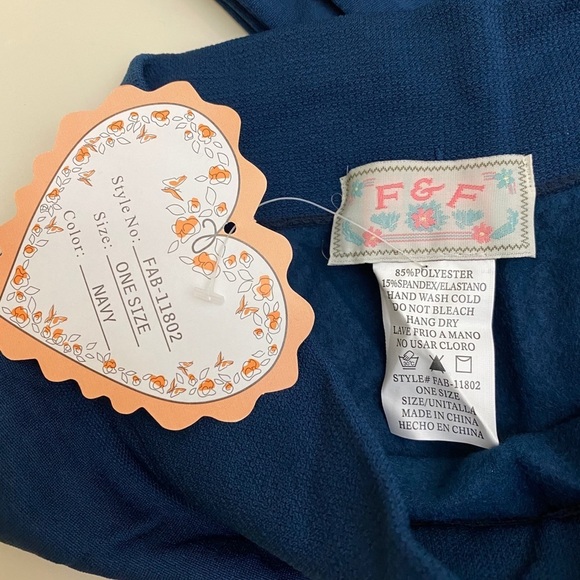 Style No: FAB-11802
Size: ONE SIZE
Color: NAVY
F & F
85%POLYESTER
15%SPANDEX/ELASTANO
HAND WASH COLD
DO NOT BLEACH
HANG DRY
LAVE FRIO A MANO
NO USAR CLORO
STYLE# FAB-11802
ONE SIZE
SIZE/UNITALLA
MADE IN CHINA
HECHO EN CHINA